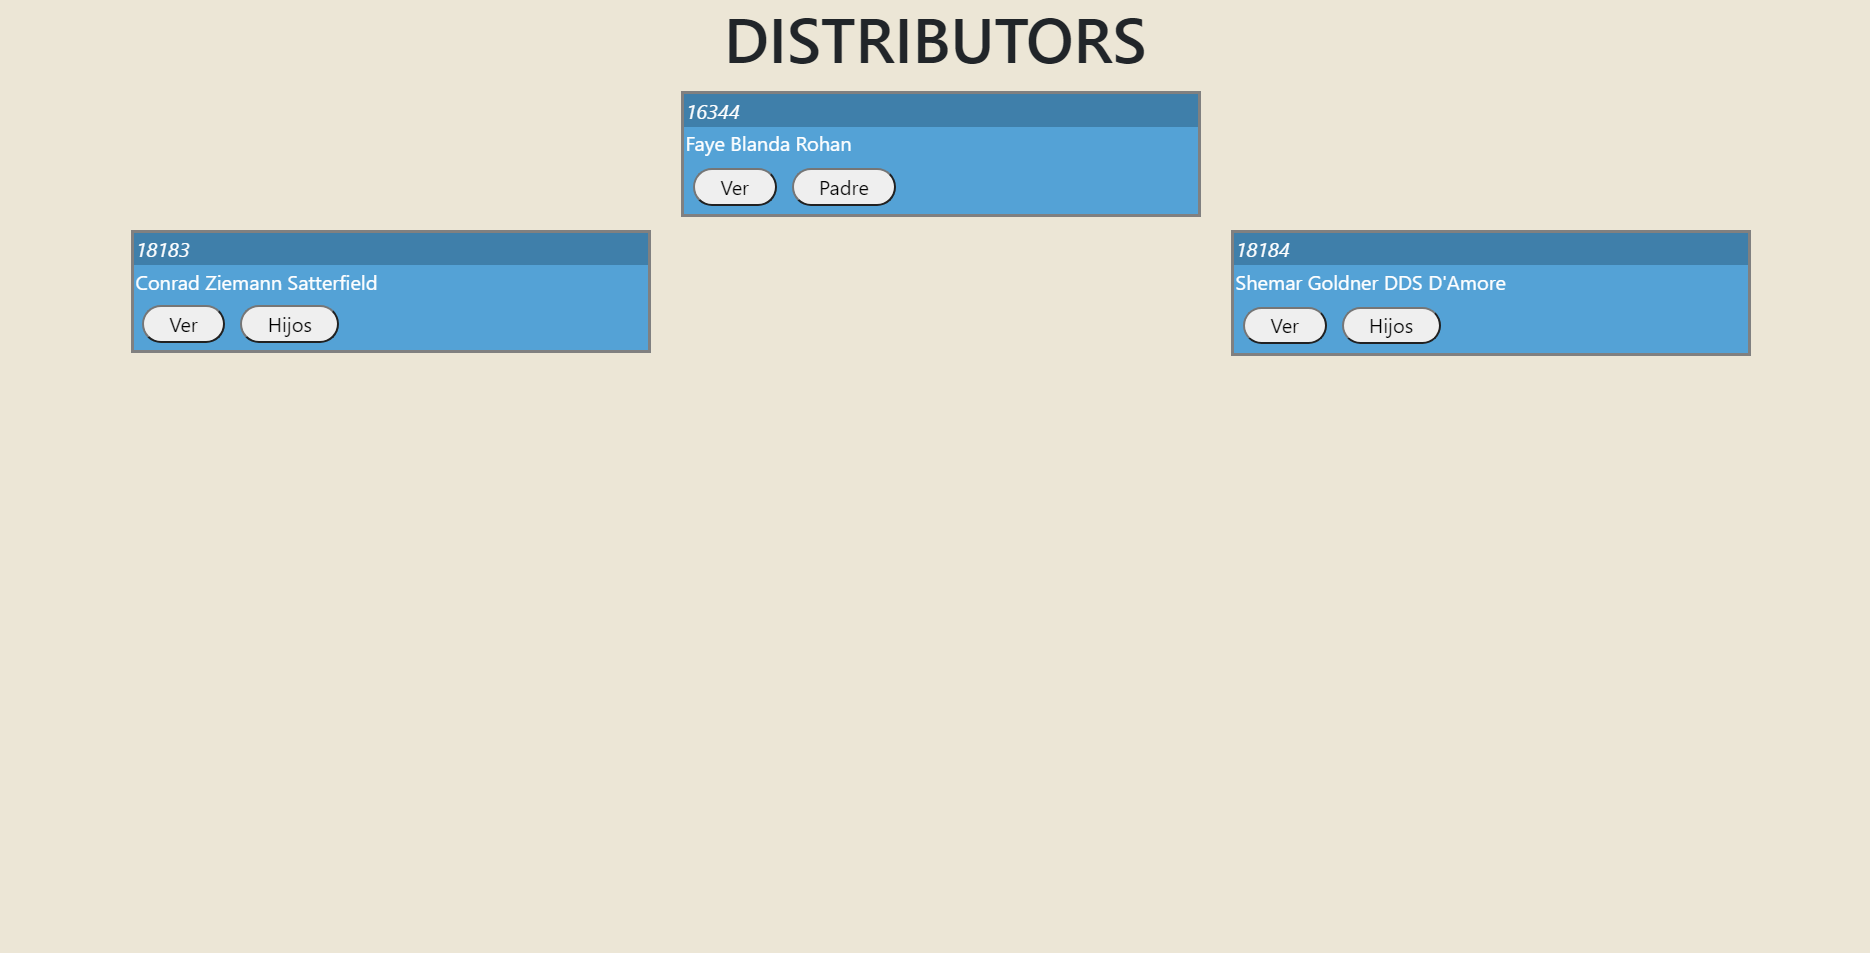 DISTRIBUTORS
16344
Faye Blanda Rohan
Ver Padre
18183
Conrad Ziemann Satterfield
Ver Hijos
18184
Shemar Goldner DDS D'Amore
Ver Hijos